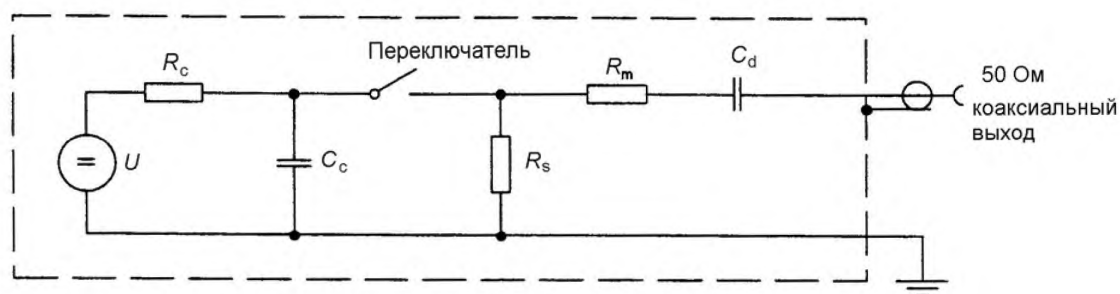 Переключатель
R_c
R_m
C_d
50 Ом
коаксиальный
выход
U
C_c
R_s